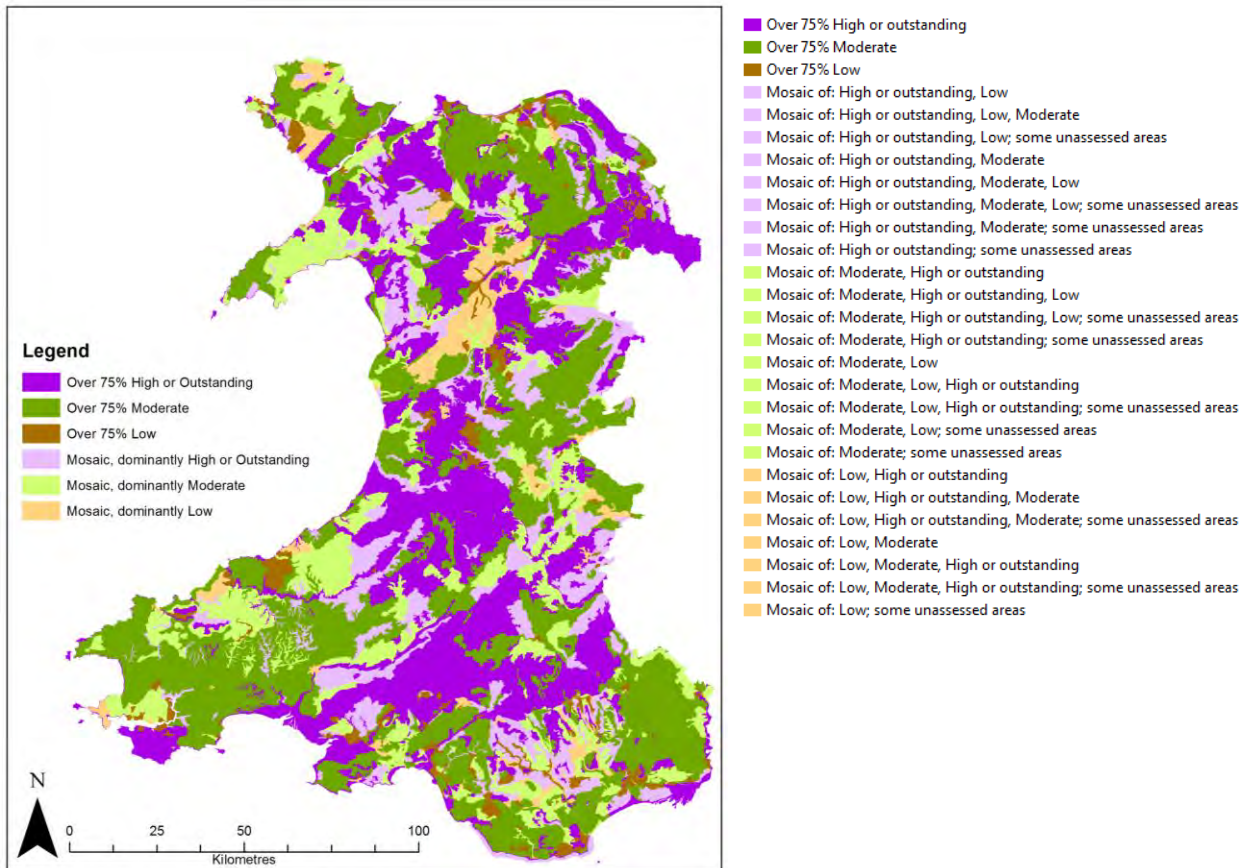 Legend
Over 75% High or Outstanding
Over 75% Moderate
Over 75% Low
Mosaic, dominantly High or Outstanding
Mosaic, dominantly Moderate
Mosaic, dominantly Low
N
0 25 50 100
Kilometres
Over 75% High or outstanding
Over 75% Moderate
Over 75% Low
Mosaic of: High or outstanding, Low
Mosaic of: High or outstanding, Low, Moderate
Mosaic of: High or outstanding, Low; some unassessed areas
Mosaic of: High or outstanding, Moderate
Mosaic of: High or outstanding, Moderate, Low
Mosaic of: High or outstanding, Moderate, Low; some unassessed areas
Mosaic of: High or outstanding, Moderate; some unassessed areas
Mosaic of: High or outstanding; some unassessed areas
Mosaic of: Moderate, High or outstanding
Mosaic of: Moderate, High or outstanding, Low
Mosaic of: Moderate, High or outstanding, Low; some unassessed areas
Mosaic of: Moderate, High or outstanding; some unassessed areas
Mosaic of: Moderate, Low
Mosaic of: Moderate, Low, High or outstanding
Mosaic of: Moderate, Low, High or outstanding; some unassessed areas
Mosaic of: Moderate, Low; some unassessed areas
Mosaic of: Moderate; some unassessed areas
Mosaic of: Low, High or outstanding
Mosaic of: Low, High or outstanding, Moderate
Mosaic of: Low, High or outstanding, Moderate; some unassessed areas
Mosaic of: Low, Moderate
Mosaic of: Low, Moderate, High or outstanding
Mosaic of: Low, Moderate, High or outstanding; some unassessed areas
Mosaic of: Low; some unassessed areas